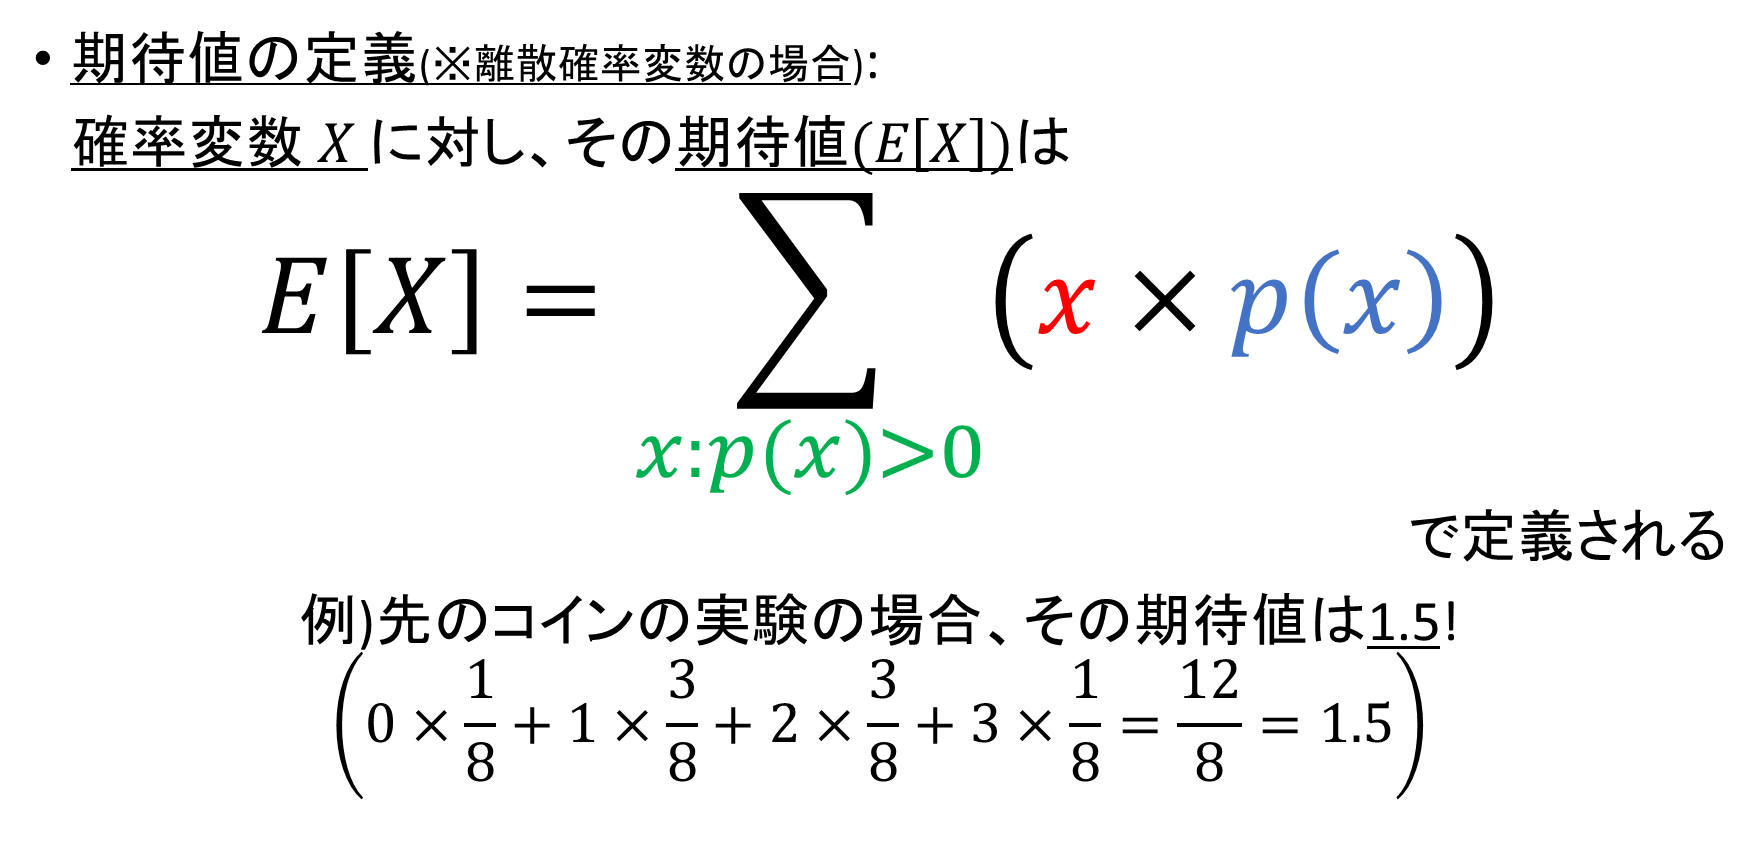 • 期待値の定義(※離散確率変数の場合):
確率変数 X に対し、その期待値(E[X])は
E[X] = ∑ (x × p(x))
x:p(x)>0
で定義される
例)先のコインの実験の場合、その期待値は1.5!
(0 × 1/8 + 1 × 3/8 + 2 × 3/8 + 3 × 1/8 = 12/8 = 1.5)